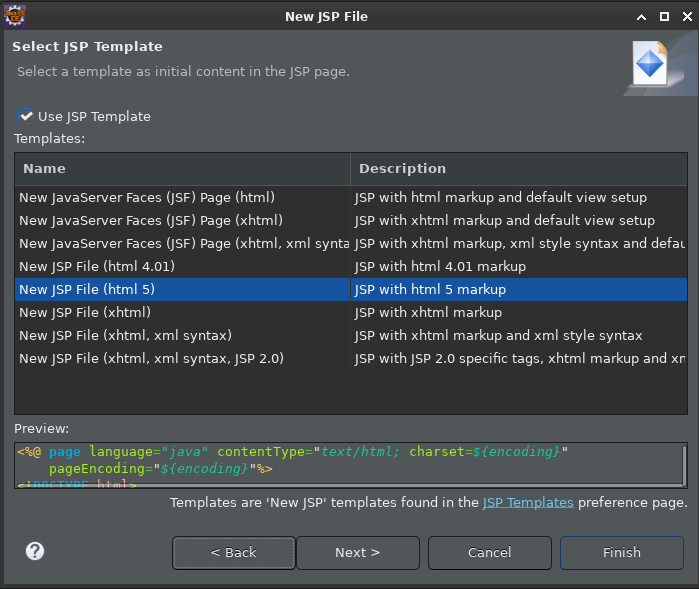 New JSP File
Select JSP Template
Select a template as initial content in the JSP page.
Use JSP Template
Templates:
Name Description
New JavaServer Faces (JSF) Page (html) JSP with html markup and default view setup
New JavaServer Faces (JSF) Page (xhtml) JSP with xhtml markup and default view setup
New JavaServer Faces (JSF) Page (xhtml, xml synta JSP with xhtml markup, xml style syntax and defau
New JSP File (html 4.01) JSP with html 4.01 markup
New JSP File (html 5) JSP with html 5 markup
New JSP File (xhtml) JSP with xhtml markup
New JSP File (xhtml, xml syntax) JSP with xhtml markup and xml style syntax
New JSP File (xhtml, xml syntax, JSP 2.0) JSP with JSP 2.0 specific tags, xhtml markup and xn
Preview:
<%@ page language="java" contentType="text/html; charset=${encoding}"
pageEncoding="${encoding}"%>
<!DOCTYPE html>
Templates are 'New JSP' templates found in the JSP Templates preference page.
?
< Back Next > Cancel Finish